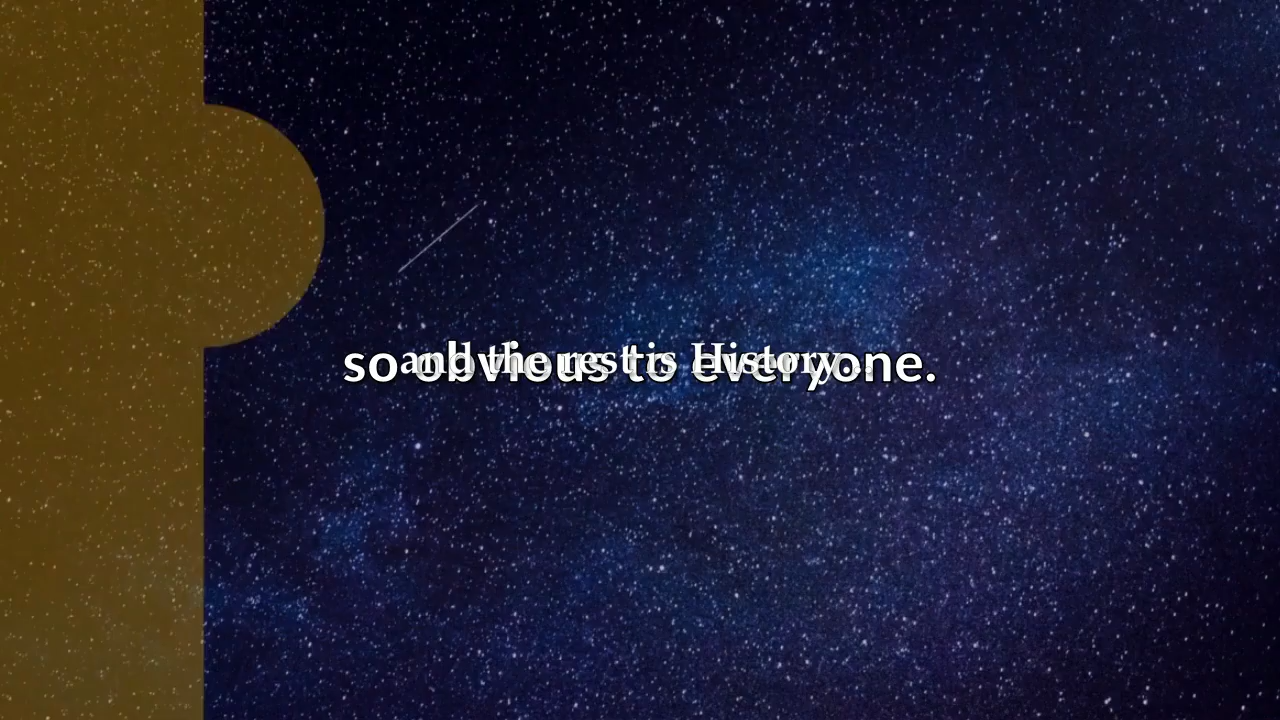 so obvious to everyone.
and the rest is History...